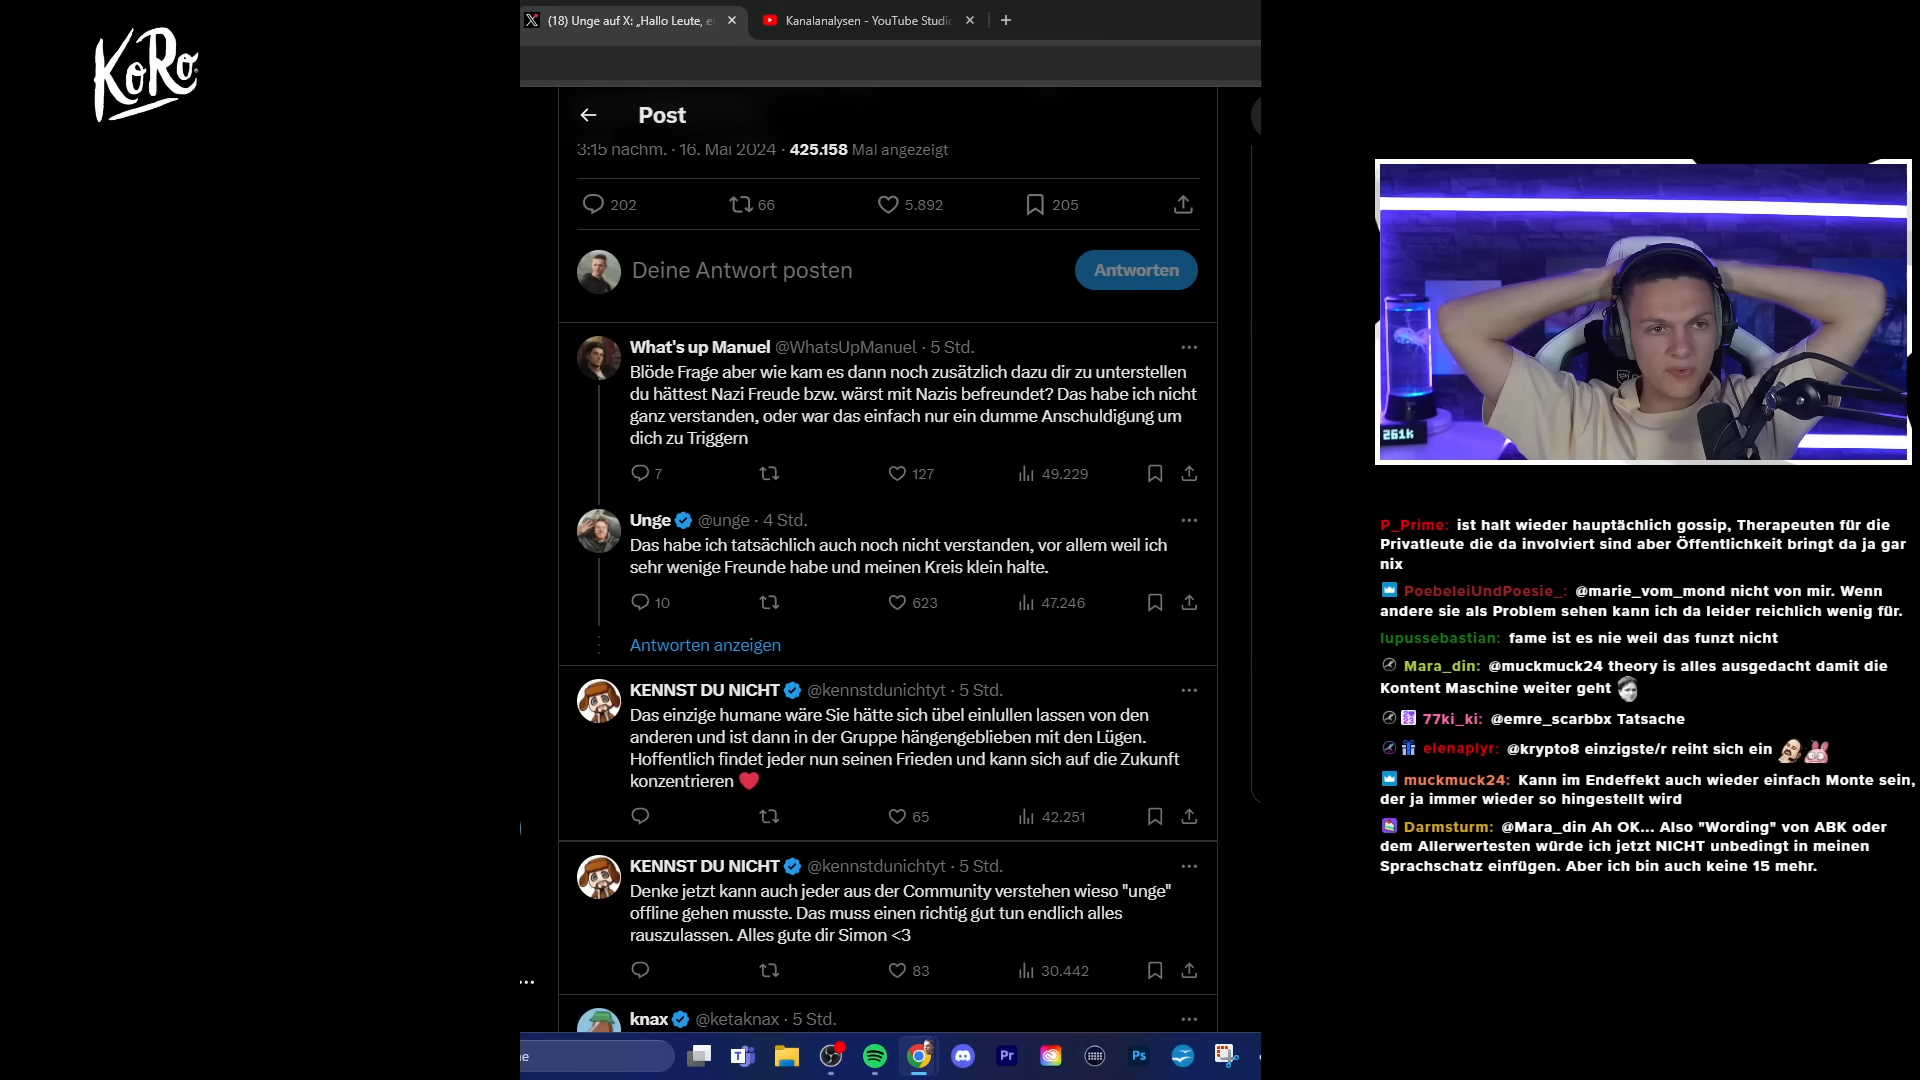 KoRo
(18) Unge auf X: „Hallo Leute, e
Kanalanalysen - YouTube Studio
Post
3:15 nachm. · 16. Mai 2024 · 425.158 Mal angezeigt
202 66 5.892 205
Deine Antwort posten
Antworten
What's up Manuel @WhatsUpManuel · 5 Std.
Blöde Frage aber wie kam es dann noch zusätzlich dazu dir zu unterstellen
du hättest Nazi Freude bzw. wärst mit Nazis befreundet? Das habe ich nicht
ganz verstanden, oder war das einfach nur ein dumme Anschuldigung um
dich zu Triggern
7 127 49.229
Unge @unge · 4 Std.
Das habe ich tatsächlich auch noch nicht verstanden, vor allem weil ich
sehr wenige Freunde habe und meinen Kreis klein halte.
10 623 47.246
Antworten anzeigen
KENNST DU NICHT @kennstdunichtyt · 5 Std.
Das einzige humane wäre Sie hätte sich übel einlullen lassen von den
anderen und ist dann in der Gruppe hängengeblieben mit den Lügen.
Hoffentlich findet jeder nun seinen Frieden und kann sich auf die Zukunft
konzentrieren ❤️
65 42.251
KENNST DU NICHT @kennstdunichtyt · 5 Std.
Denke jetzt kann auch jeder aus der Community verstehen wieso "unge"
offline gehen musste. Das muss einen richtig gut tun endlich alles
rauszulassen. Alles gute dir Simon <3
83 30.442
knax @ketaknax · 5 Std.
e
Pr
Ps
261k
P_Prime: ist halt wieder hauptächlich gossip, Therapeuten für die
Privatleute die da involviert sind aber Öffentlichkeit bringt da ja gar
nix
PoebeleiUndPoesie_: @marie_vom_mond nicht von mir. Wenn
andere sie als Problem sehen kann ich da leider reichlich wenig für.
lupussebastian: fame ist es nie weil das funzt nicht
Mara_din: @muckmuck24 theory is alles ausgedacht damit die
Kontent Maschine weiter geht
77ki_ki: @emre_scarbbx Tatsache
elenaplyr: @krypto8 einzigste/r reiht sich ein
muckmuck24: Kann im Endeffekt auch wieder einfach Monte sein,
der ja immer wieder so hingestellt wird
Darmsturm: @Mara_din Ah OK... Also "Wording" von ABK oder
dem Allerwertesten würde ich jetzt NICHT unbedingt in meinen
Sprachschatz einfügen. Aber ich bin auch keine 15 mehr.